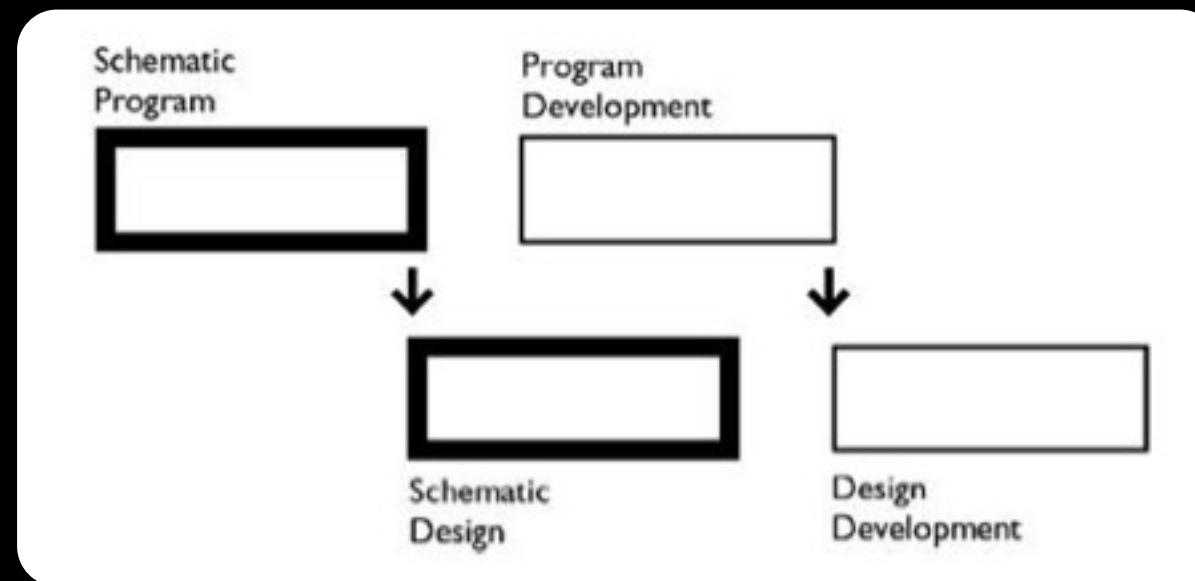 Schematic
Program
Program
Development
Schematic
Design
Design
Development